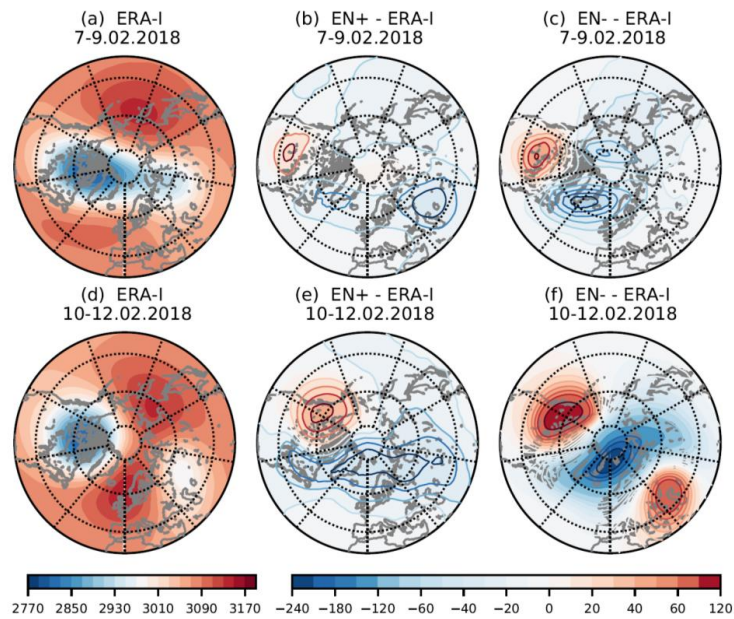 (a) ERA-I
7-9.02.2018
(b) EN+ - ERA-I
7-9.02.2018
(c) EN- - ERA-I
7-9.02.2018
(d) ERA-I
10-12.02.2018
(e) EN+ - ERA-I
10-12.02.2018
(f) EN- - ERA-I
10-12.02.2018
2770 2850 2930 3010 3090 3170
−240 −180 −120 −60 −40 −20 0 20 40 60 120